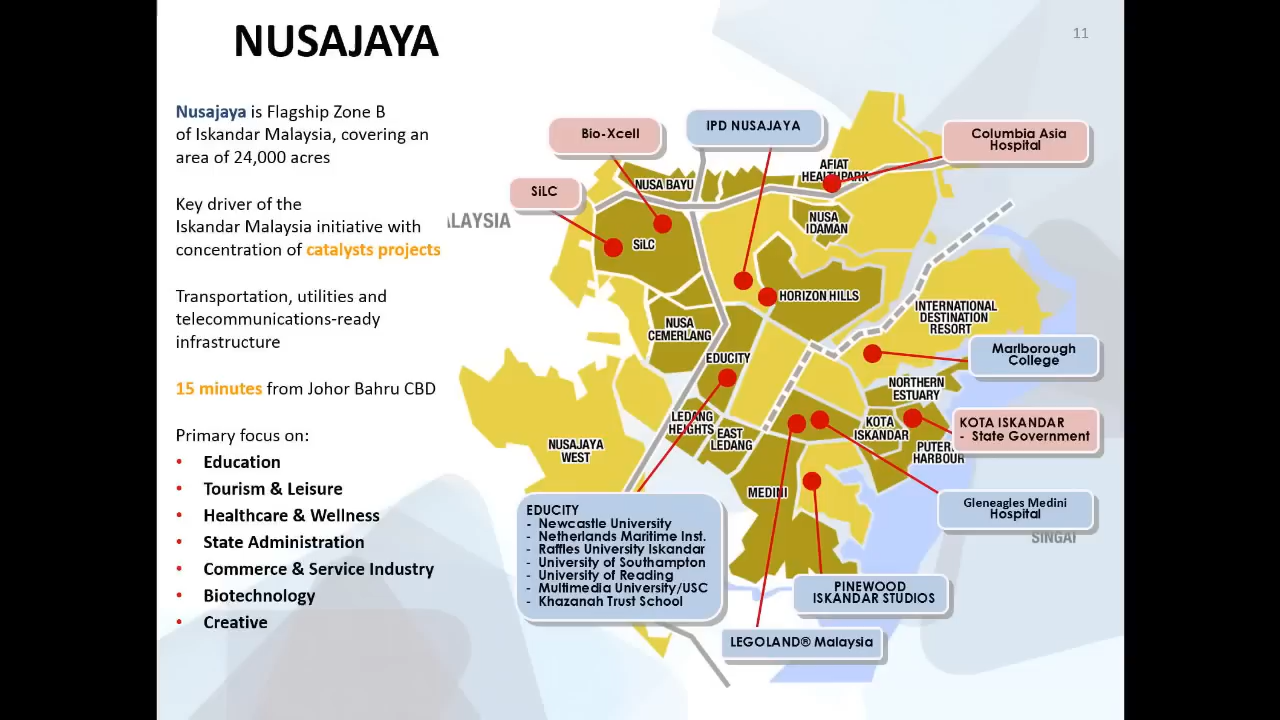 NUSAJAYA
11
Nusajaya is Flagship Zone B
of Iskandar Malaysia, covering an
area of 24,000 acres
Key driver of the
Iskandar Malaysia initiative with
concentration of catalysts projects
Transportation, utilities and
telecommunications-ready
infrastructure
15 minutes from Johor Bahru CBD
Primary focus on:
• Education
• Tourism & Leisure
• Healthcare & Wellness
• State Administration
• Commerce & Service Industry
• Biotechnology
• Creative
Bio-Xcell
IPD NUSAJAYA
Columbia Asia
Hospital
SiLC
ALAYSIA
NUSA BAYU
AFIAT
HEALTHPARK
NUSA
IDAMAN
SiLC
HORIZON HILLS
INTERNATIONAL
DESTINATION
RESORT
NUSA
CEMERLANG
EDUCITY
Marlborough
College
NORTHERN
ESTUARY
LEDANG
HEIGHTS
EAST
LEDANG
KOTA
ISKANDAR
PUTER
HARBOUR
KOTA ISKANDAR
- State Government
NUSAJAYA
WEST
MEDINI
Gleneagles Medini
Hospital
SINGAP
EDUCITY
- Newcastle University
- Netherlands Maritime Inst.
- Raffles University Iskandar
- University of Southampton
- University of Reading
- Multimedia University/USC
- Khazanah Trust School
PINEWOOD
ISKANDAR STUDIOS
LEGOLAND® Malaysia